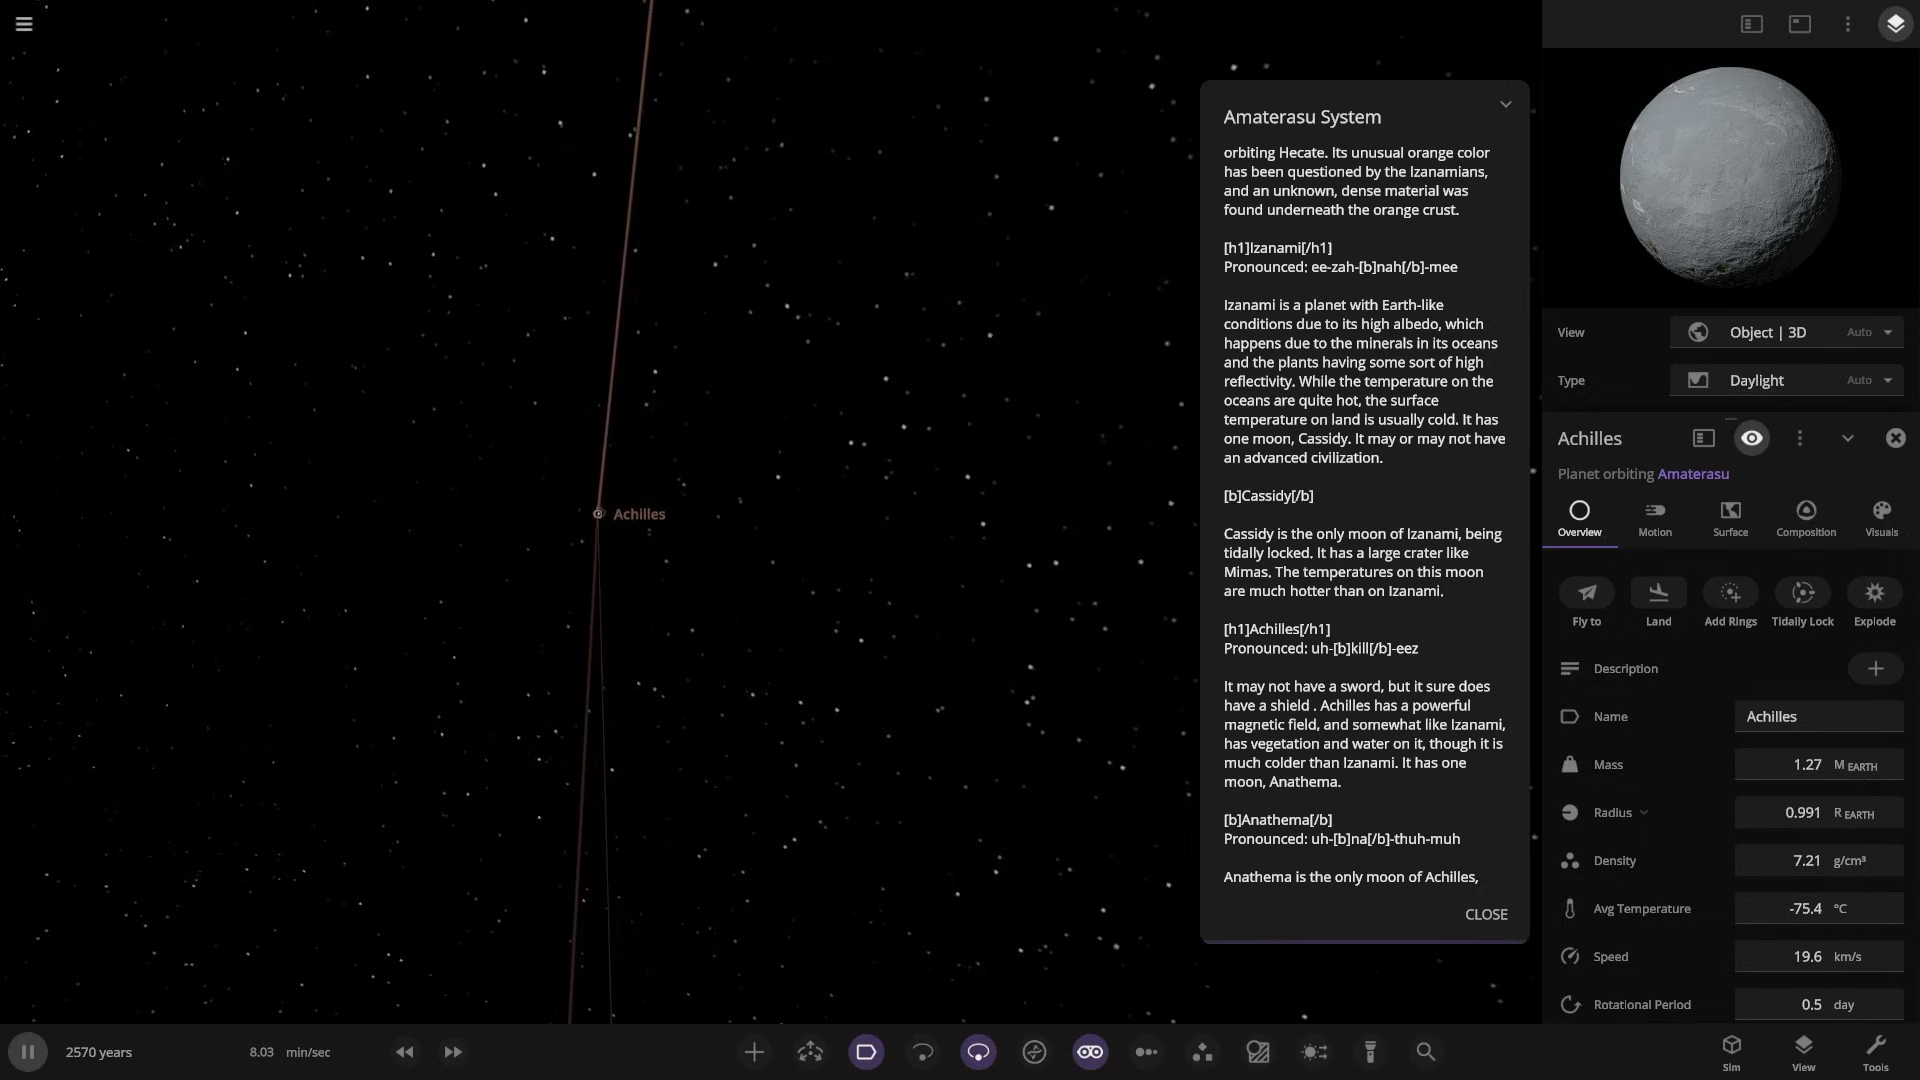 Amaterasu System
orbiting Hecate. Its unusual orange color
has been questioned by the Izanamians,
and an unknown, dense material was
found underneath the orange crust.
[h1]Izanami[/h1]
Pronounced: ee-zah-[b]nah[/b]-mee
Izanami is a planet with Earth-like
conditions due to its high albedo, which
happens due to the minerals in its oceans
and the plants having some sort of high
reflectivity. While the temperature on the
oceans are quite hot, the surface
temperature on land is usually cold. It has
one moon, Cassidy. It may or may not have
an advanced civilization.
[b]Cassidy[/b]
Cassidy is the only moon of Izanami, being
tidally locked. It has a large crater like
Mimas. The temperatures on this moon
are much hotter than on Izanami.
[h1]Achilles[/h1]
Pronounced: uh-[b]kill[/b]-eez
It may not have a sword, but it sure does
have a shield . Achilles has a powerful
magnetic field, and somewhat like Izanami,
has vegetation and water on it, though it is
much colder than Izanami. It has one
moon, Anathema.
[b]Anathema[/b]
Pronounced: uh-[b]na[/b]-thuh-muh
Anathema is the only moon of Achilles,
CLOSE
Achilles
View Object | 3D Auto
Type Daylight Auto
Achilles
Planet orbiting Amaterasu
Overview Motion Surface Composition Visuals
Fly to Land Add Rings Tidally Lock Explode
Description
Name Achilles
Mass 1.27 M EARTH
Radius 0.991 R EARTH
Density 7.21 g/cm³
Avg Temperature -75.4 °C
Speed 19.6 km/s
Rotational Period 0.5 day
2570 years 8.03 min/sec
Sim View Tools